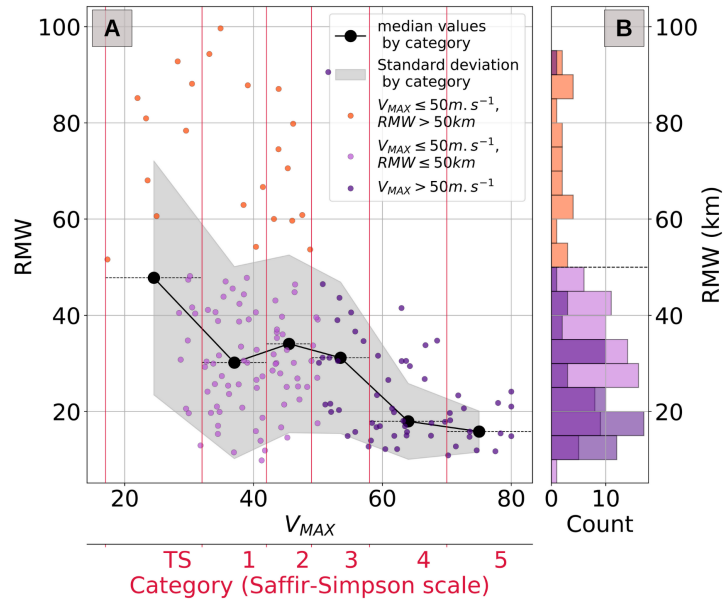 A
B
100
80
60
40
20
RMW
median values
by category
Standard deviation
by category
V_MAX ≤ 50m.s⁻¹,
RMW > 50km
V_MAX ≤ 50m.s⁻¹,
RMW ≤ 50km
V_MAX > 50m.s⁻¹
100
80
60
40
20
RMW (km)
20 40 60 80
V_MAX
0 10
Count
TS 1 2 3 4 5
Category (Saffir-Simpson scale)